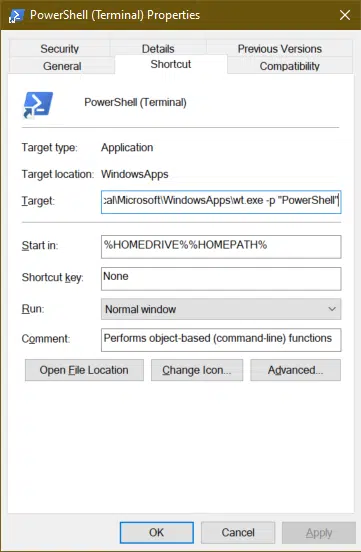 PowerShell (Terminal) Properties
Security Details Previous Versions
General Shortcut Compatibility
PowerShell (Terminal)
Target type: Application
Target location: WindowsApps
Target: :al\Microsoft\WindowsApps\wt.exe -p "PowerShell"
Start in: %HOMEDRIVE%%HOMEPATH%
Shortcut key: None
Run: Normal window
Comment: Performs object-based (command-line) functions
Open File Location Change Icon... Advanced...
OK Cancel Apply